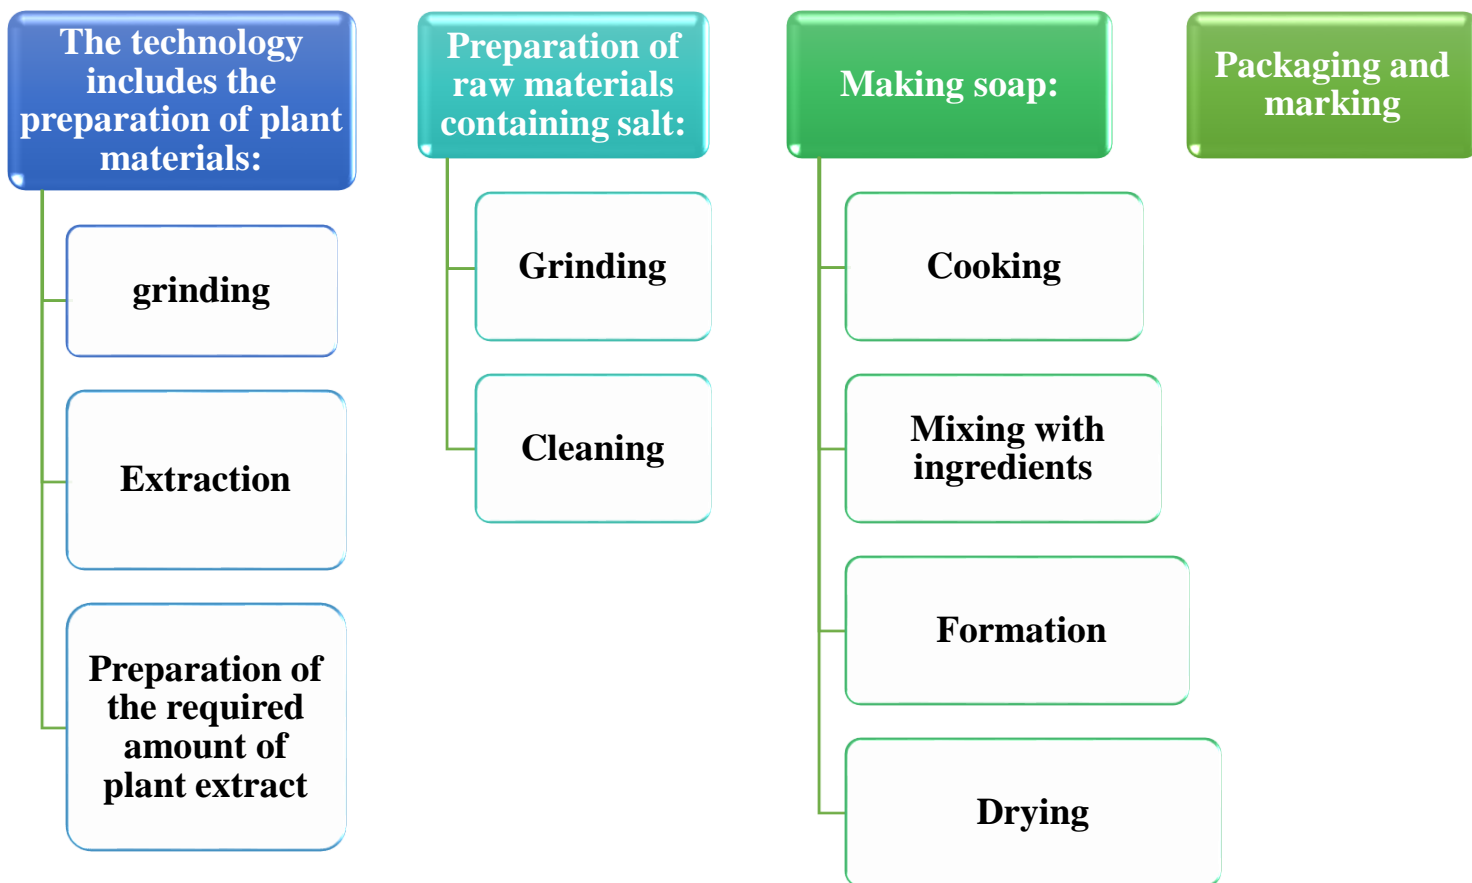 The technology
includes the
preparation of plant
materials:
grinding
Extraction
Preparation of
the required
amount of
plant extract
Preparation of
raw materials
containing salt:
Grinding
Cleaning
Making soap:
Cooking
Mixing with
ingredients
Formation
Drying
Packaging and
marking